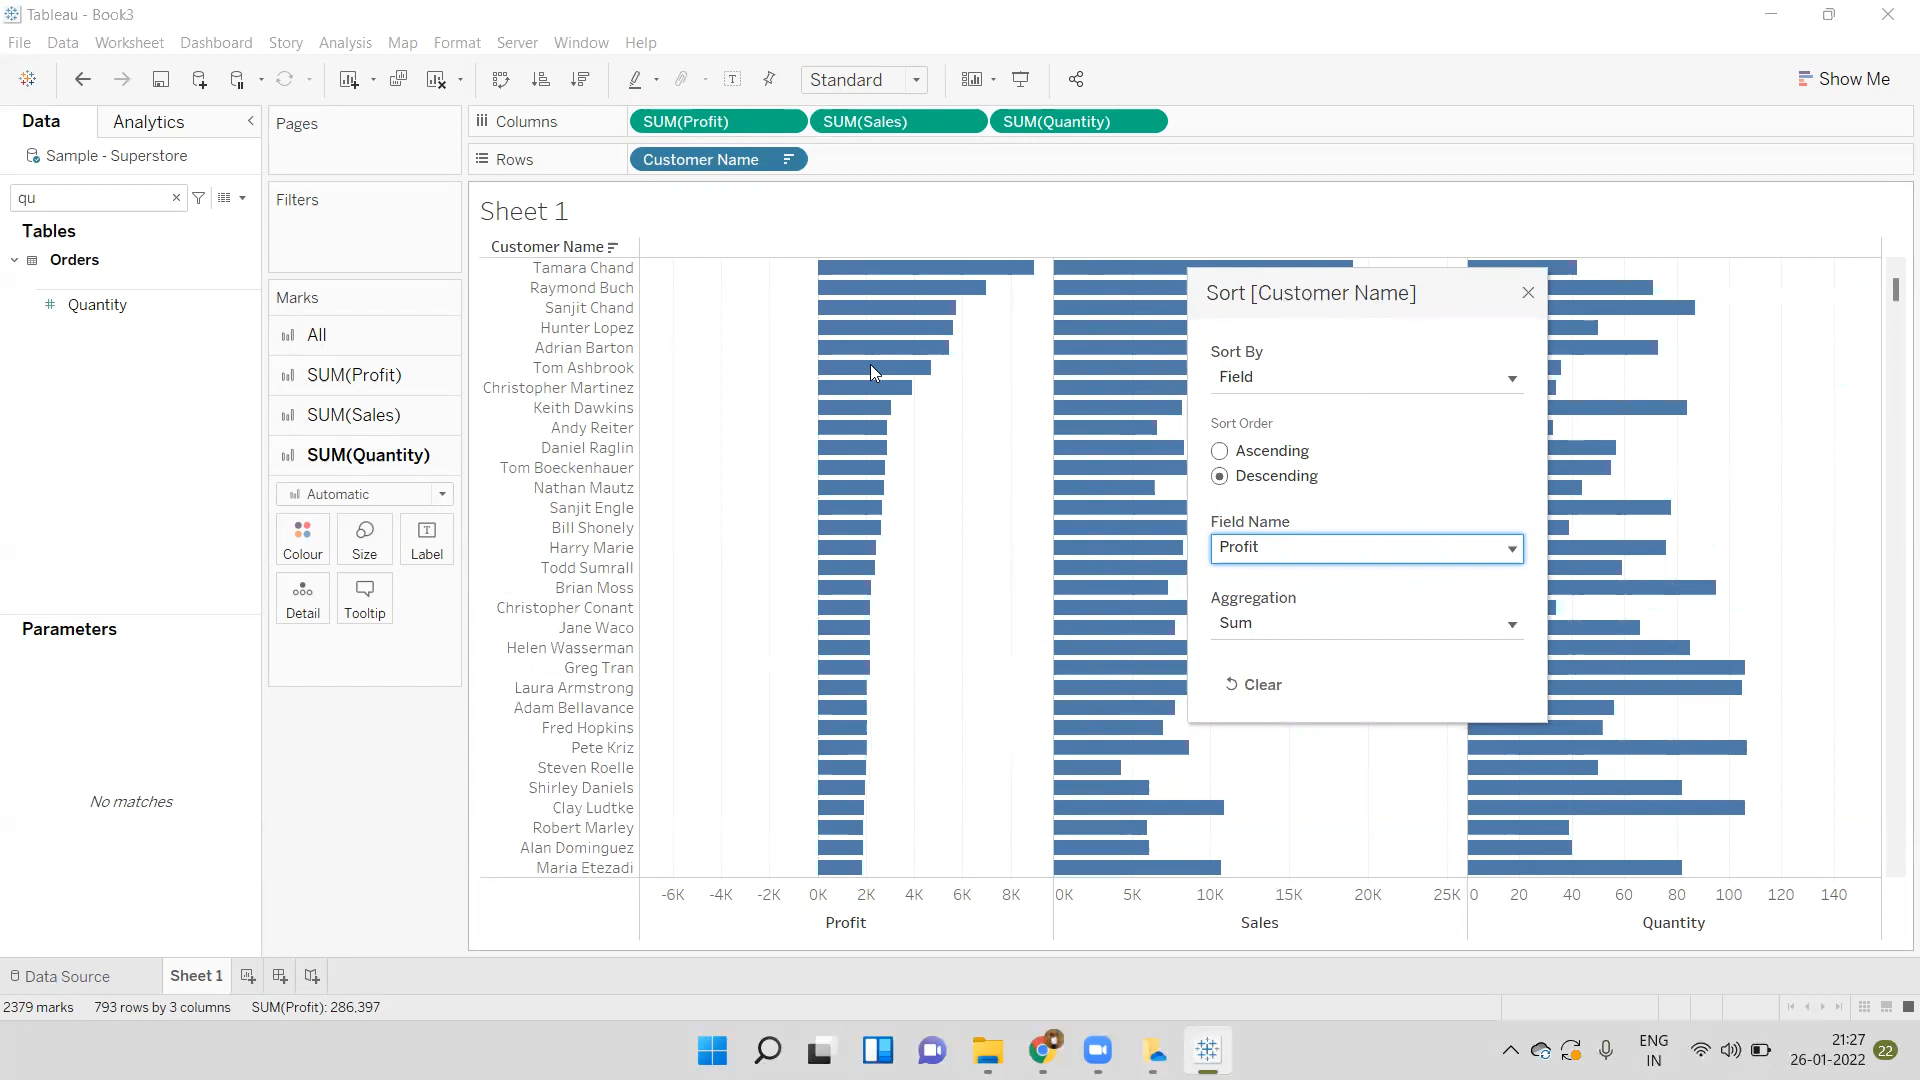 Tableau - Book3
File Data Worksheet Dashboard Story Analysis Map Format Server Window Help
Standard
Show Me
Data Analytics
Sample - Superstore
qu
Tables
Orders
Quantity
Parameters
No matches
Pages
Filters
Marks
All
SUM(Profit)
SUM(Sales)
SUM(Quantity)
Automatic
Colour Size Label
Detail Tooltip
Columns SUM(Profit) SUM(Sales) SUM(Quantity)
Rows Customer Name
Sheet 1
Customer Name
Tamara Chand
Raymond Buch
Sanjit Chand
Hunter Lopez
Adrian Barton
Tom Ashbrook
Christopher Martinez
Keith Dawkins
Andy Reiter
Daniel Raglin
Tom Boeckenhauer
Nathan Mautz
Sanjit Engle
Bill Shonely
Harry Marie
Todd Sumrall
Brian Moss
Christopher Conant
Jane Waco
Helen Wasserman
Greg Tran
Laura Armstrong
Adam Bellavance
Fred Hopkins
Pete Kriz
Steven Roelle
Shirley Daniels
Clay Ludtke
Robert Marley
Alan Dominguez
Maria Etezadi
-6K -4K -2K 0K 2K 4K 6K 8K 0K 5K 10K 15K 20K 25K 0 20 40 60 80 100 120 140
Profit Sales Quantity
Sort [Customer Name]
Sort By
Field
Sort Order
Ascending
Descending
Field Name
Profit
Aggregation
Sum
Clear
Data Source Sheet 1
2379 marks 793 rows by 3 columns SUM(Profit): 286,397
ENG
IN
21:27
26-01-2022
22